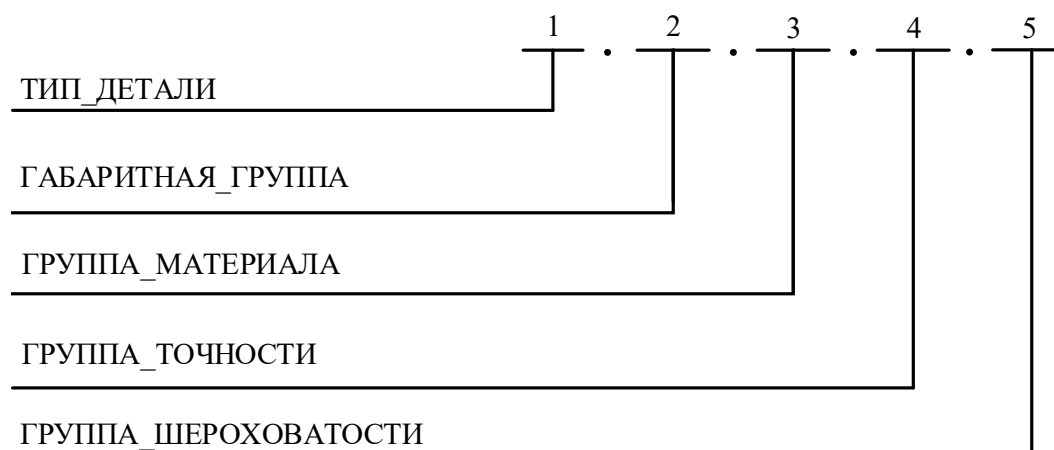 1 . 2 . 3 . 4 . 5
ТИП_ДЕТАЛИ
ГАБАРИТНАЯ_ГРУППА
ГРУППА_МАТЕРИАЛА
ГРУППА_ТОЧНОСТИ
ГРУППА_ШЕРОХОВАТОСТИ